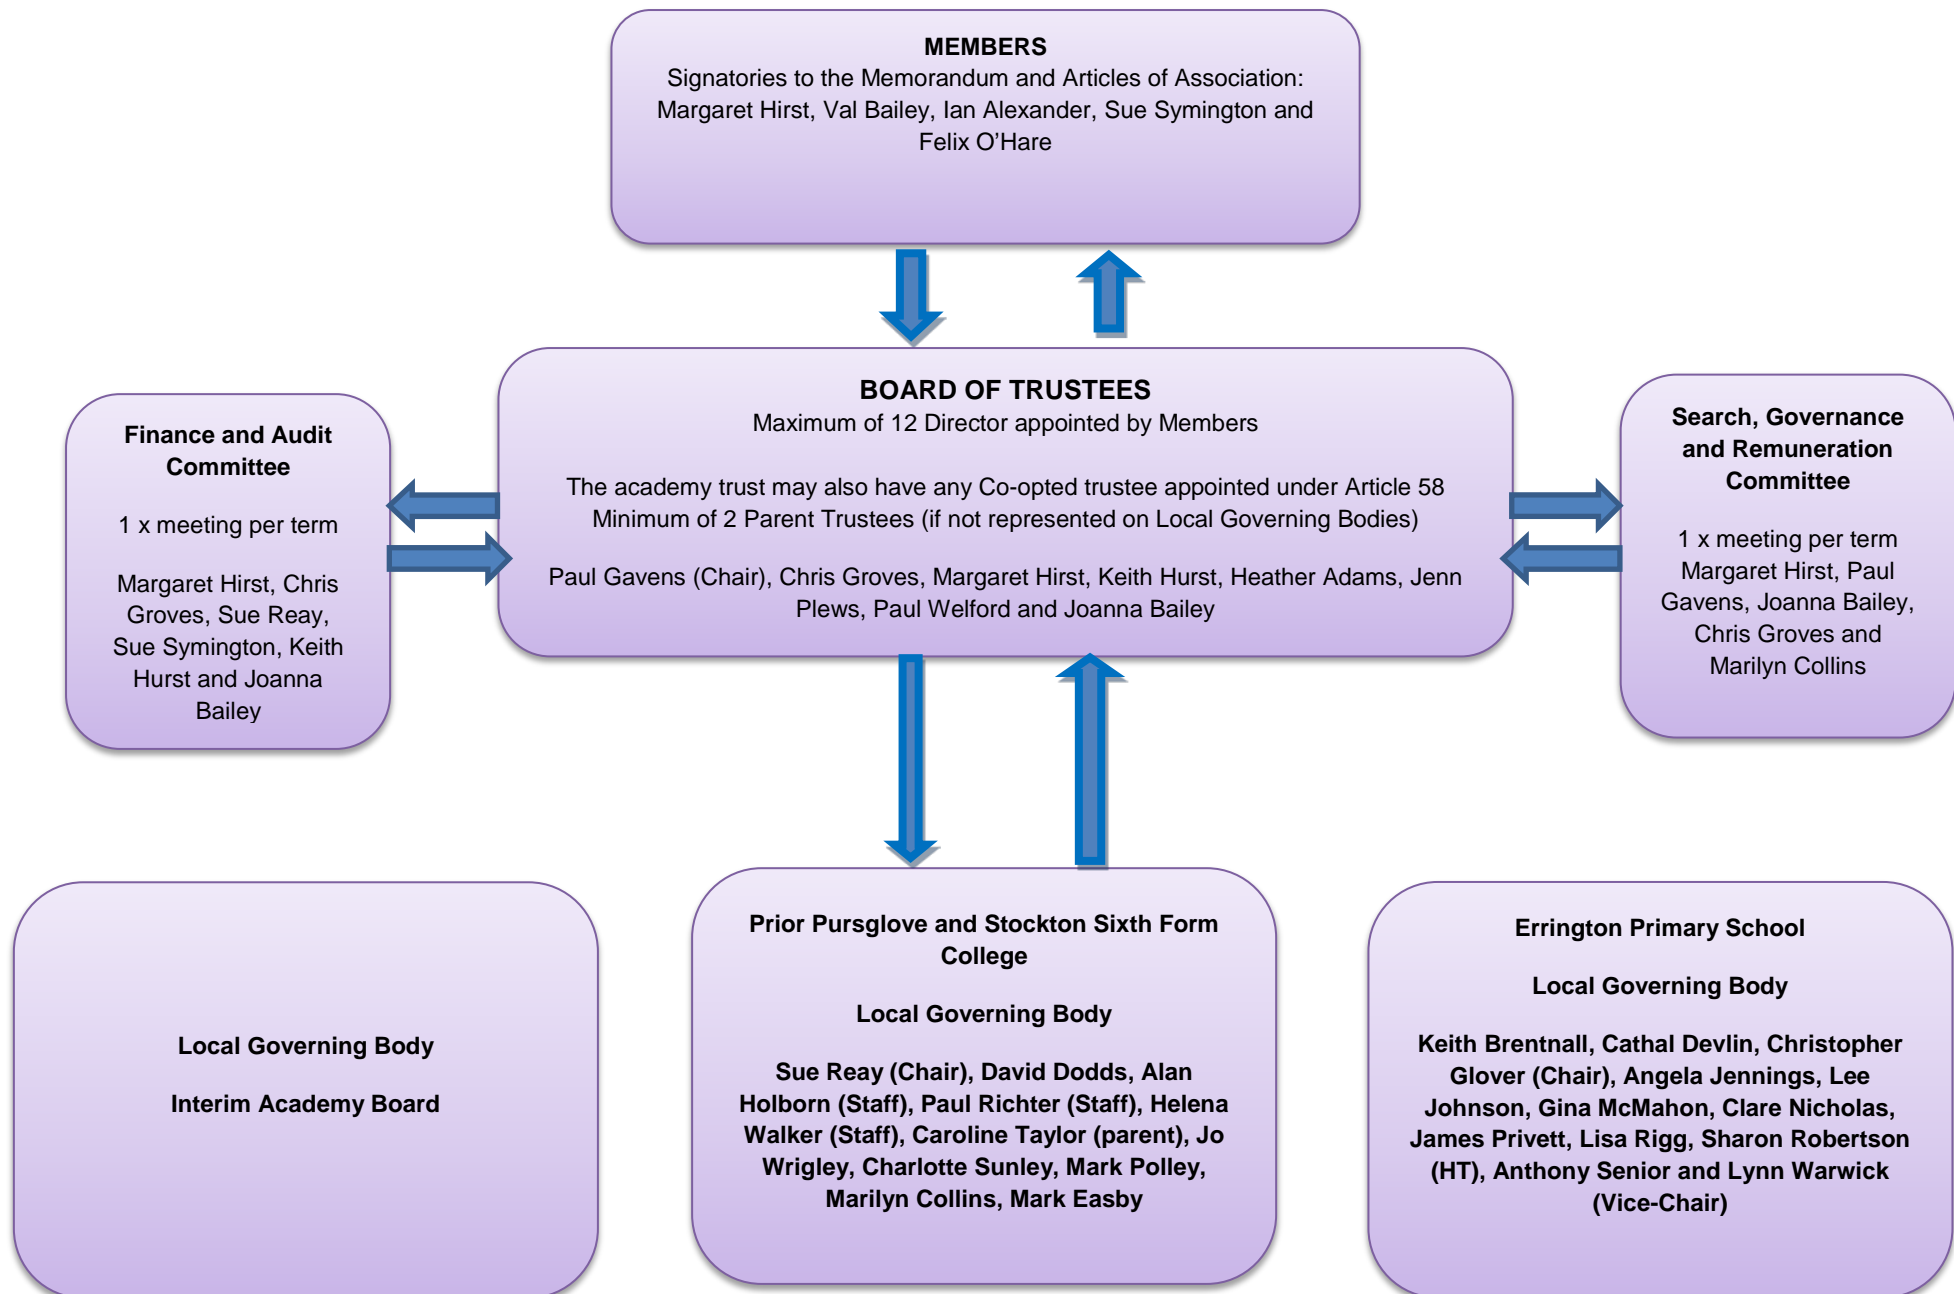 MEMBERS
Signatories to the Memorandum and Articles of Association:
Margaret Hirst, Val Bailey, Ian Alexander, Sue Symington and
Felix O’Hare
BOARD OF TRUSTEES
Maximum of 12 Director appointed by Members
The academy trust may also have any Co-opted trustee appointed under Article 58
Minimum of 2 Parent Trustees (if not represented on Local Governing Bodies)
Paul Gavens (Chair), Chris Groves, Margaret Hirst, Keith Hurst, Heather Adams, Jenn
Plews, Paul Welford and Joanna Bailey
Finance and Audit
Committee
1 x meeting per term
Margaret Hirst, Chris
Groves, Sue Reay,
Sue Symington, Keith
Hurst and Joanna
Bailey
Search, Governance
and Remuneration
Committee
1 x meeting per term
Margaret Hirst, Paul
Gavens, Joanna Bailey,
Chris Groves and
Marilyn Collins
Local Governing Body
Interim Academy Board
Prior Pursglove and Stockton Sixth Form
College
Local Governing Body
Sue Reay (Chair), David Dodds, Alan
Holborn (Staff), Paul Richter (Staff), Helena
Walker (Staff), Caroline Taylor (parent), Jo
Wrigley, Charlotte Sunley, Mark Polley,
Marilyn Collins, Mark Easby
Errington Primary School
Local Governing Body
Keith Brentnall, Cathal Devlin, Christopher
Glover (Chair), Angela Jennings, Lee
Johnson, Gina McMahon, Clare Nicholas,
James Privett, Lisa Rigg, Sharon Robertson
(HT), Anthony Senior and Lynn Warwick
(Vice-Chair)